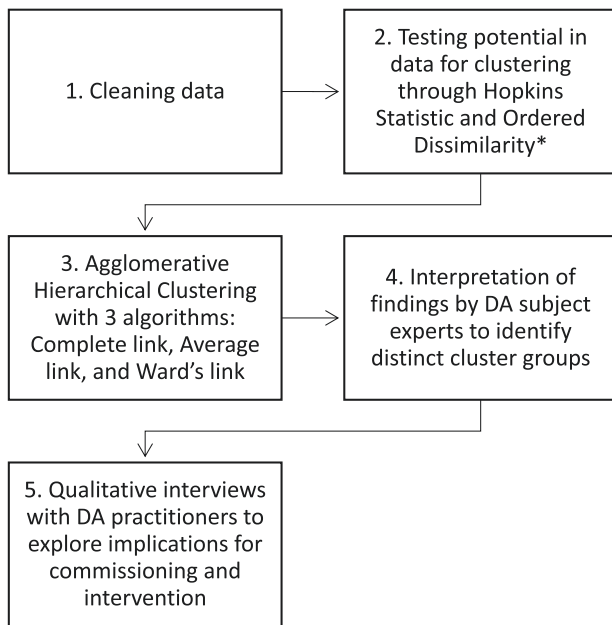 1. Cleaning data
2. Testing potential in
data for clustering
through Hopkins
Statistic and Ordered
Dissimilarity*
3. Agglomerative
Hierarchical Clustering
with 3 algorithms:
Complete link, Average
link, and Ward’s link
4. Interpretation of
findings by DA subject
experts to identify
distinct cluster groups
5. Qualitative interviews
with DA practitioners to
explore implications for
commissioning and
intervention